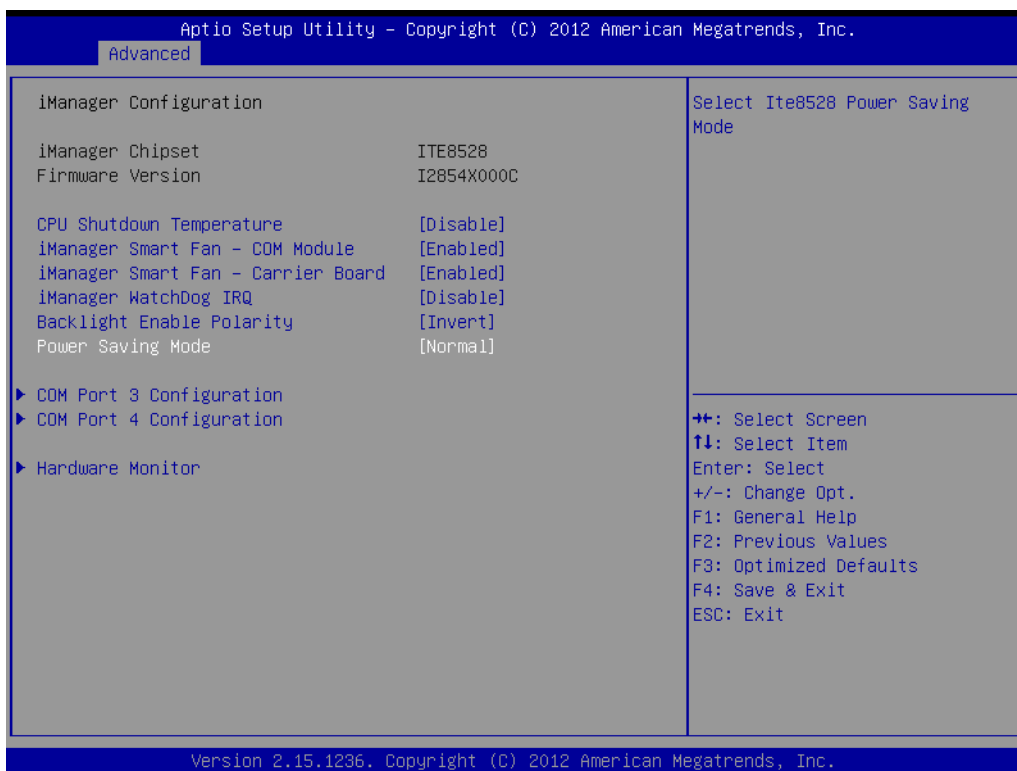 Aptio Setup Utility – Copyright (C) 2012 American Megatrends, Inc.
Advanced
iManager Configuration
iManager Chipset ITE8528
Firmware Version I2854X000C
CPU Shutdown Temperature [Disable]
iManager Smart Fan – COM Module [Enabled]
iManager Smart Fan – Carrier Board [Enabled]
iManager WatchDog IRQ [Disable]
Backlight Enable Polarity [Invert]
Power Saving Mode [Normal]
▶ COM Port 3 Configuration
▶ COM Port 4 Configuration
▶ Hardware Monitor
Select Ite8528 Power Saving
Mode
→←: Select Screen
↑↓: Select Item
Enter: Select
+/-: Change Opt.
F1: General Help
F2: Previous Values
F3: Optimized Defaults
F4: Save & Exit
ESC: Exit
Version 2.15.1236. Copyright (C) 2012 American Megatrends, Inc.